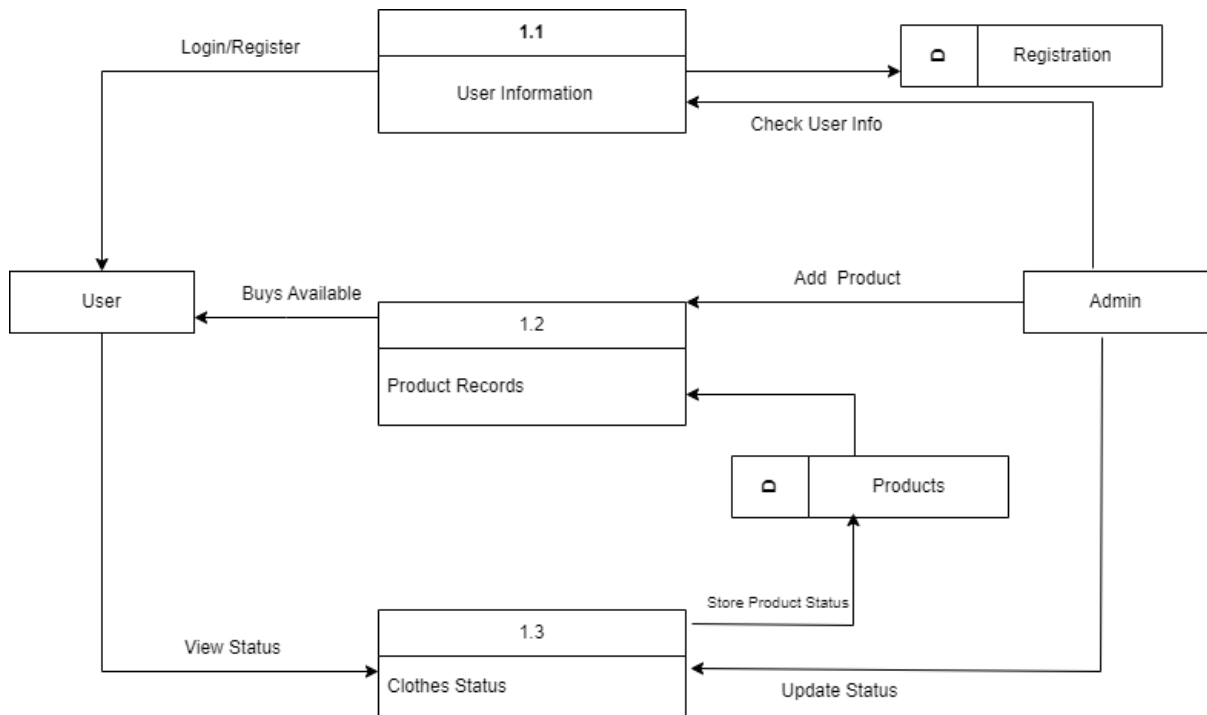 1.1
Login/Register
D
Registration
User Information
Check User Info
User
Buys Available
Add  Product
Admin
1.2
Product Records
D
Products
Store Product Status
1.3
View Status
Clothes Status
Update Status